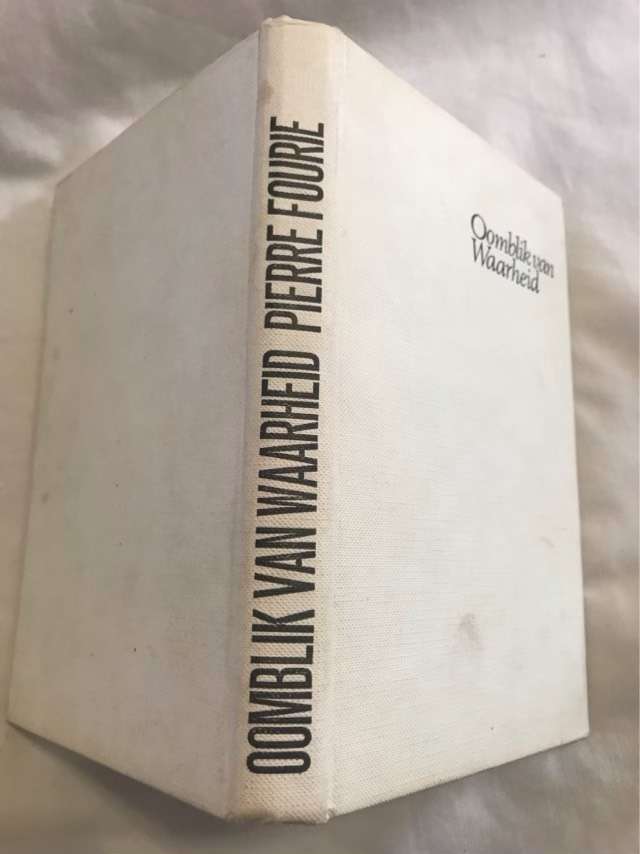 OOMBLIK VAN WAARHEID PIERRE FOURIE
Oomblik van
Waarheid